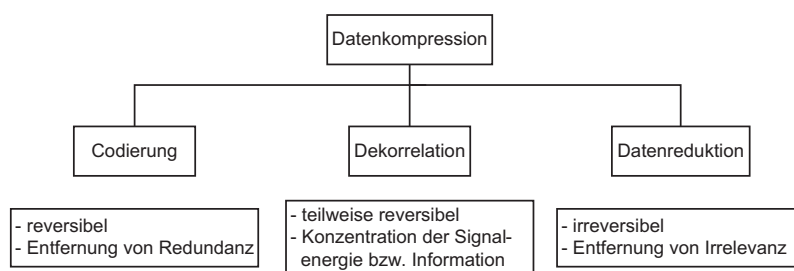 Datenkompression
Codierung
Dekorrelation
Datenreduktion
- reversibel
- Entfernung von Redundanz
- teilweise reversibel
- Konzentration der Signal-
energie bzw. Information
- irreversibel
- Entfernung von Irrelevanz